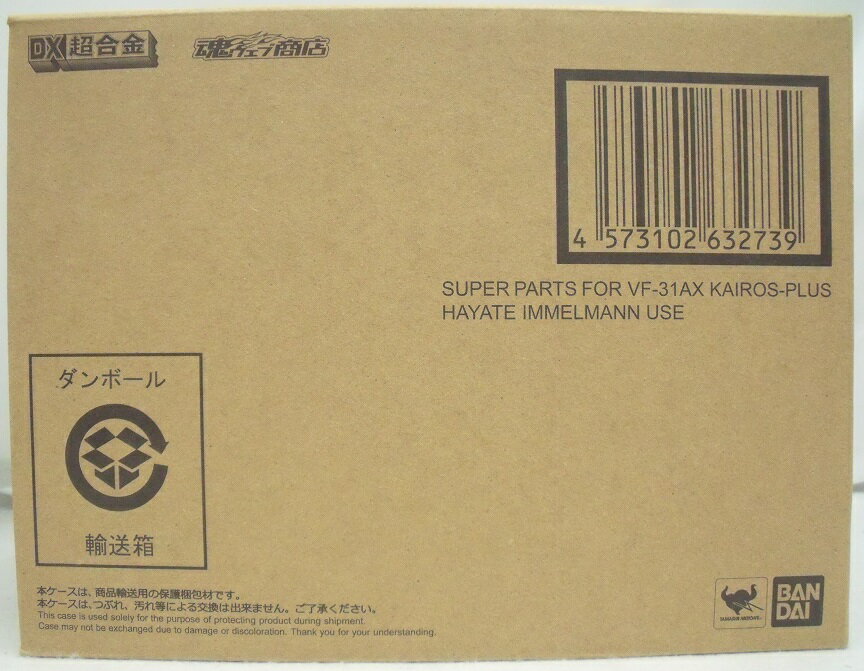 DX超合金
魂ウェブ商店
4 573102 632739
SUPER PARTS FOR VF-31AX KAIROS-PLUS
HAYATE IMMELMANN USE
ダンボール
輸送箱
本ケースは、商品輸送用の保護梱包材です。
本ケースは、つぶれ、汚れ等による交換は出来ません。ご了承ください。
This case is used solely for the purpose of protecting product during shipment.
Case may not be exchanged due to damage or discoloration. Thank you for your understanding.
TAMASHII NATIONS
BAN
DAI